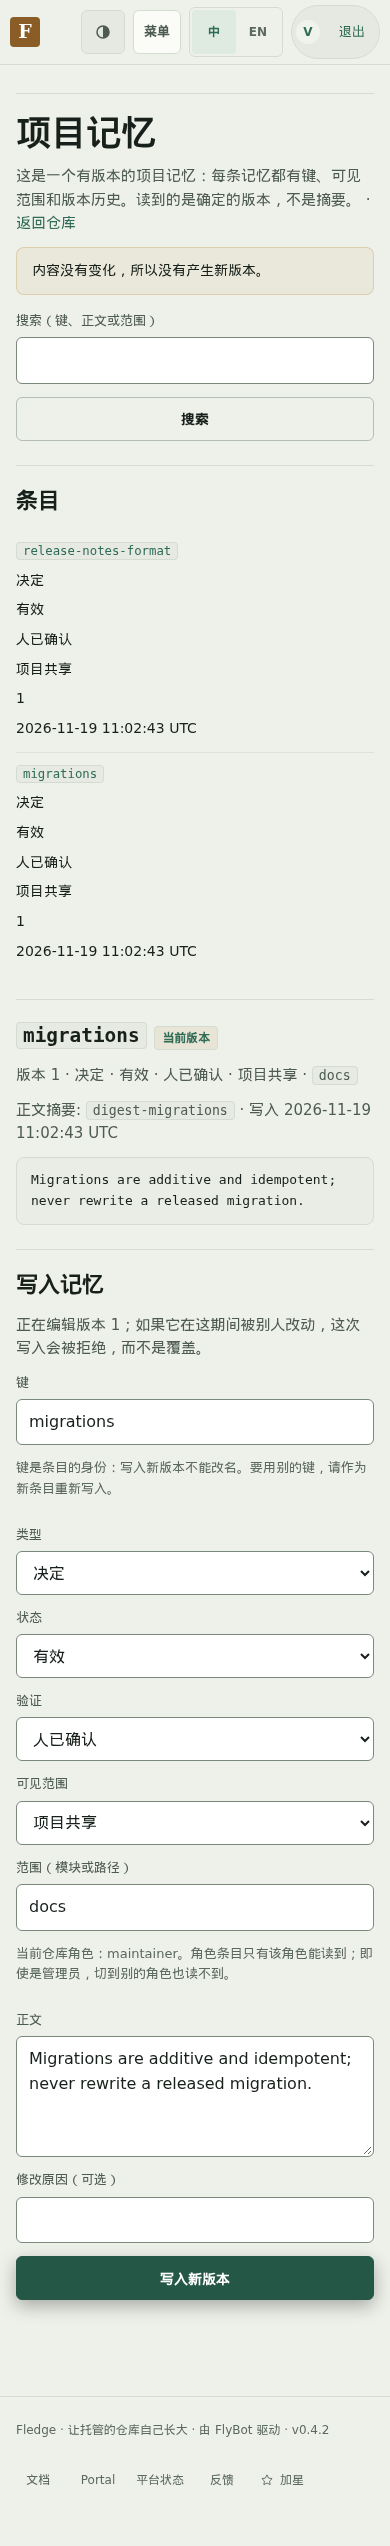 F
菜单
中
EN
V
退出
项目记忆
这是一个有版本的项目记忆：每条记忆都有键、可见
范围和版本历史。读到的是确定的版本，不是摘要。 ·
返回仓库
内容没有变化，所以没有产生新版本。
搜索（键、正文或范围）
搜索
条目
release-notes-format
决定
有效
人已确认
项目共享
1
2026-11-19 11:02:43 UTC
migrations
决定
有效
人已确认
项目共享
1
2026-11-19 11:02:43 UTC
migrations 当前版本
版本 1 · 决定 · 有效 · 人已确认 · 项目共享 · docs
正文摘要: digest-migrations · 写入 2026-11-19
11:02:43 UTC
Migrations are additive and idempotent;
never rewrite a released migration.
写入记忆
正在编辑版本 1；如果它在这期间被别人改动，这次
写入会被拒绝，而不是覆盖。
键
migrations
键是条目的身份：写入新版本不能改名。要用别的键，请作为
新条目重新写入。
类型
决定
状态
有效
验证
人已确认
可见范围
项目共享
范围（模块或路径）
docs
当前仓库角色：maintainer。角色条目只有该角色能读到；即
使是管理员，切到别的角色也读不到。
正文
Migrations are additive and idempotent;
never rewrite a released migration.
修改原因（可选）
写入新版本
Fledge · 让托管的仓库自己长大 · 由 FlyBot 驱动 · v0.4.2
文档
Portal
平台状态
反馈
☆ 加星